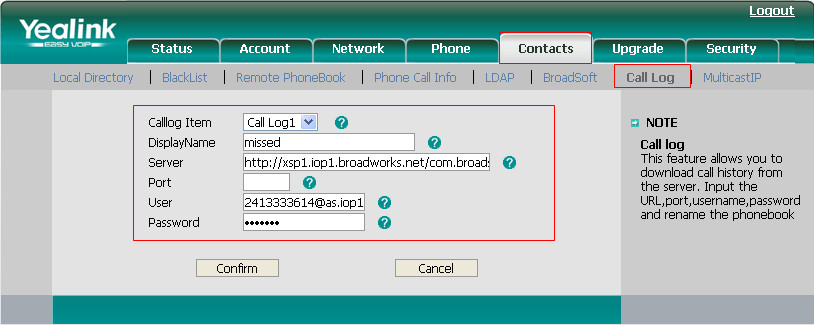 Logout
Yealink
EASY VOIP
Status Account Network Phone Contacts Upgrade Security
Local Directory BlackList Remote PhoneBook Phone Call Info LDAP BroadSoft Call Log MulticastIP
Callog Item Call Log1 ?
DisplayName missed ?
Server http://xsp1.iop1.broadworks.net/com.broad: ?
Port ?
User 2413333614@as.iop1 ?
Password ••••••• ?
Confirm Cancel
NOTE
Call log
This feature allows you to
download call history from
the server. Input the
URL,port,username,password
and rename the phonebook